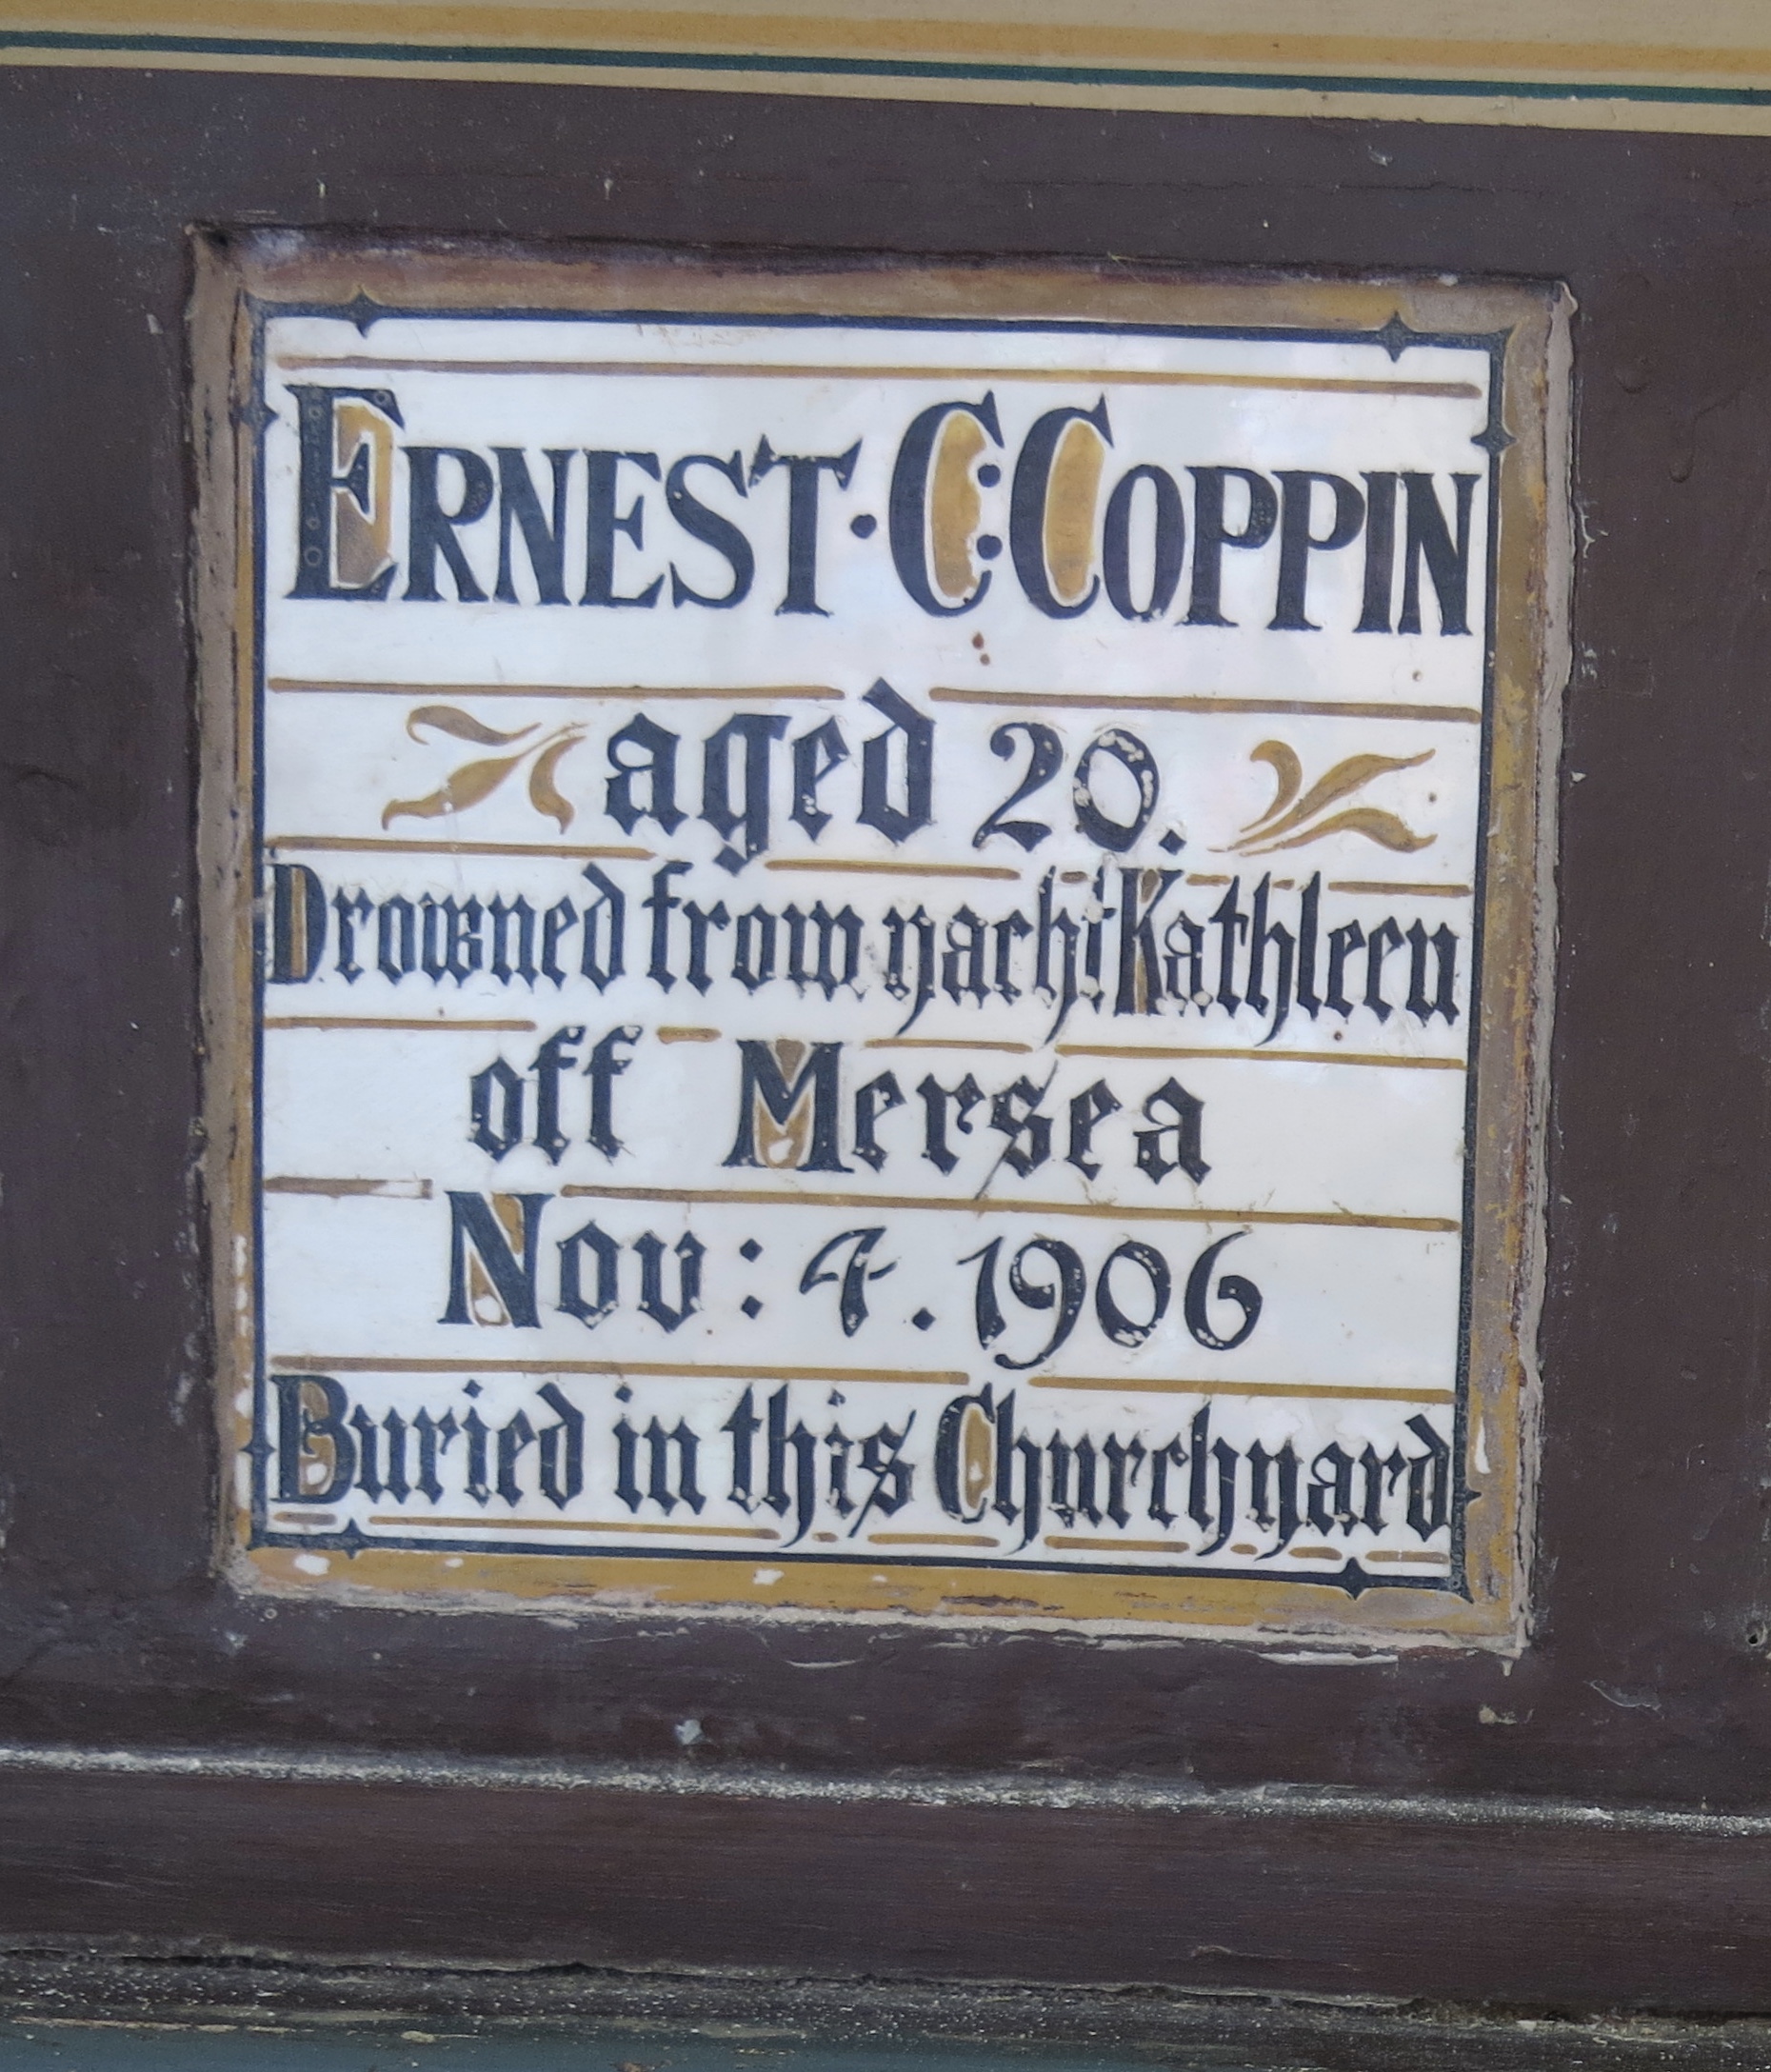 ERNEST · C: COPPIN
aged 20.
Drowned from yacht Kathleen
off Mersea
Nov: 4. 1906
Buried in this Churchyard